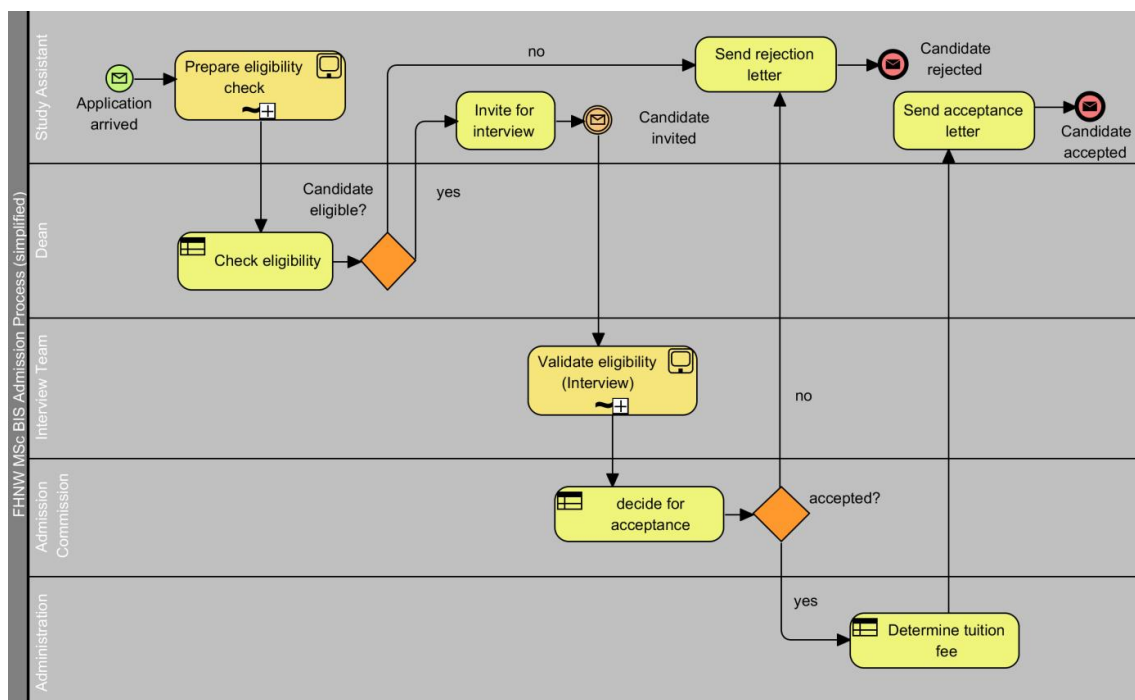 FHNW MSc BIS Admission Process (simplified)
Study Assistant
Application
arrived
Prepare eligibility
check
no
Send rejection
letter
Candidate
rejected
Invite for
interview
Candidate
invited
Send acceptance
letter
Candidate
accepted
Dean
Check eligibility
Candidate
eligible?
yes
Interview Team
Validate eligibility
(Interview)
no
Admission
Commission
decide for
acceptance
accepted?
Administration
yes
Determine tuition
fee